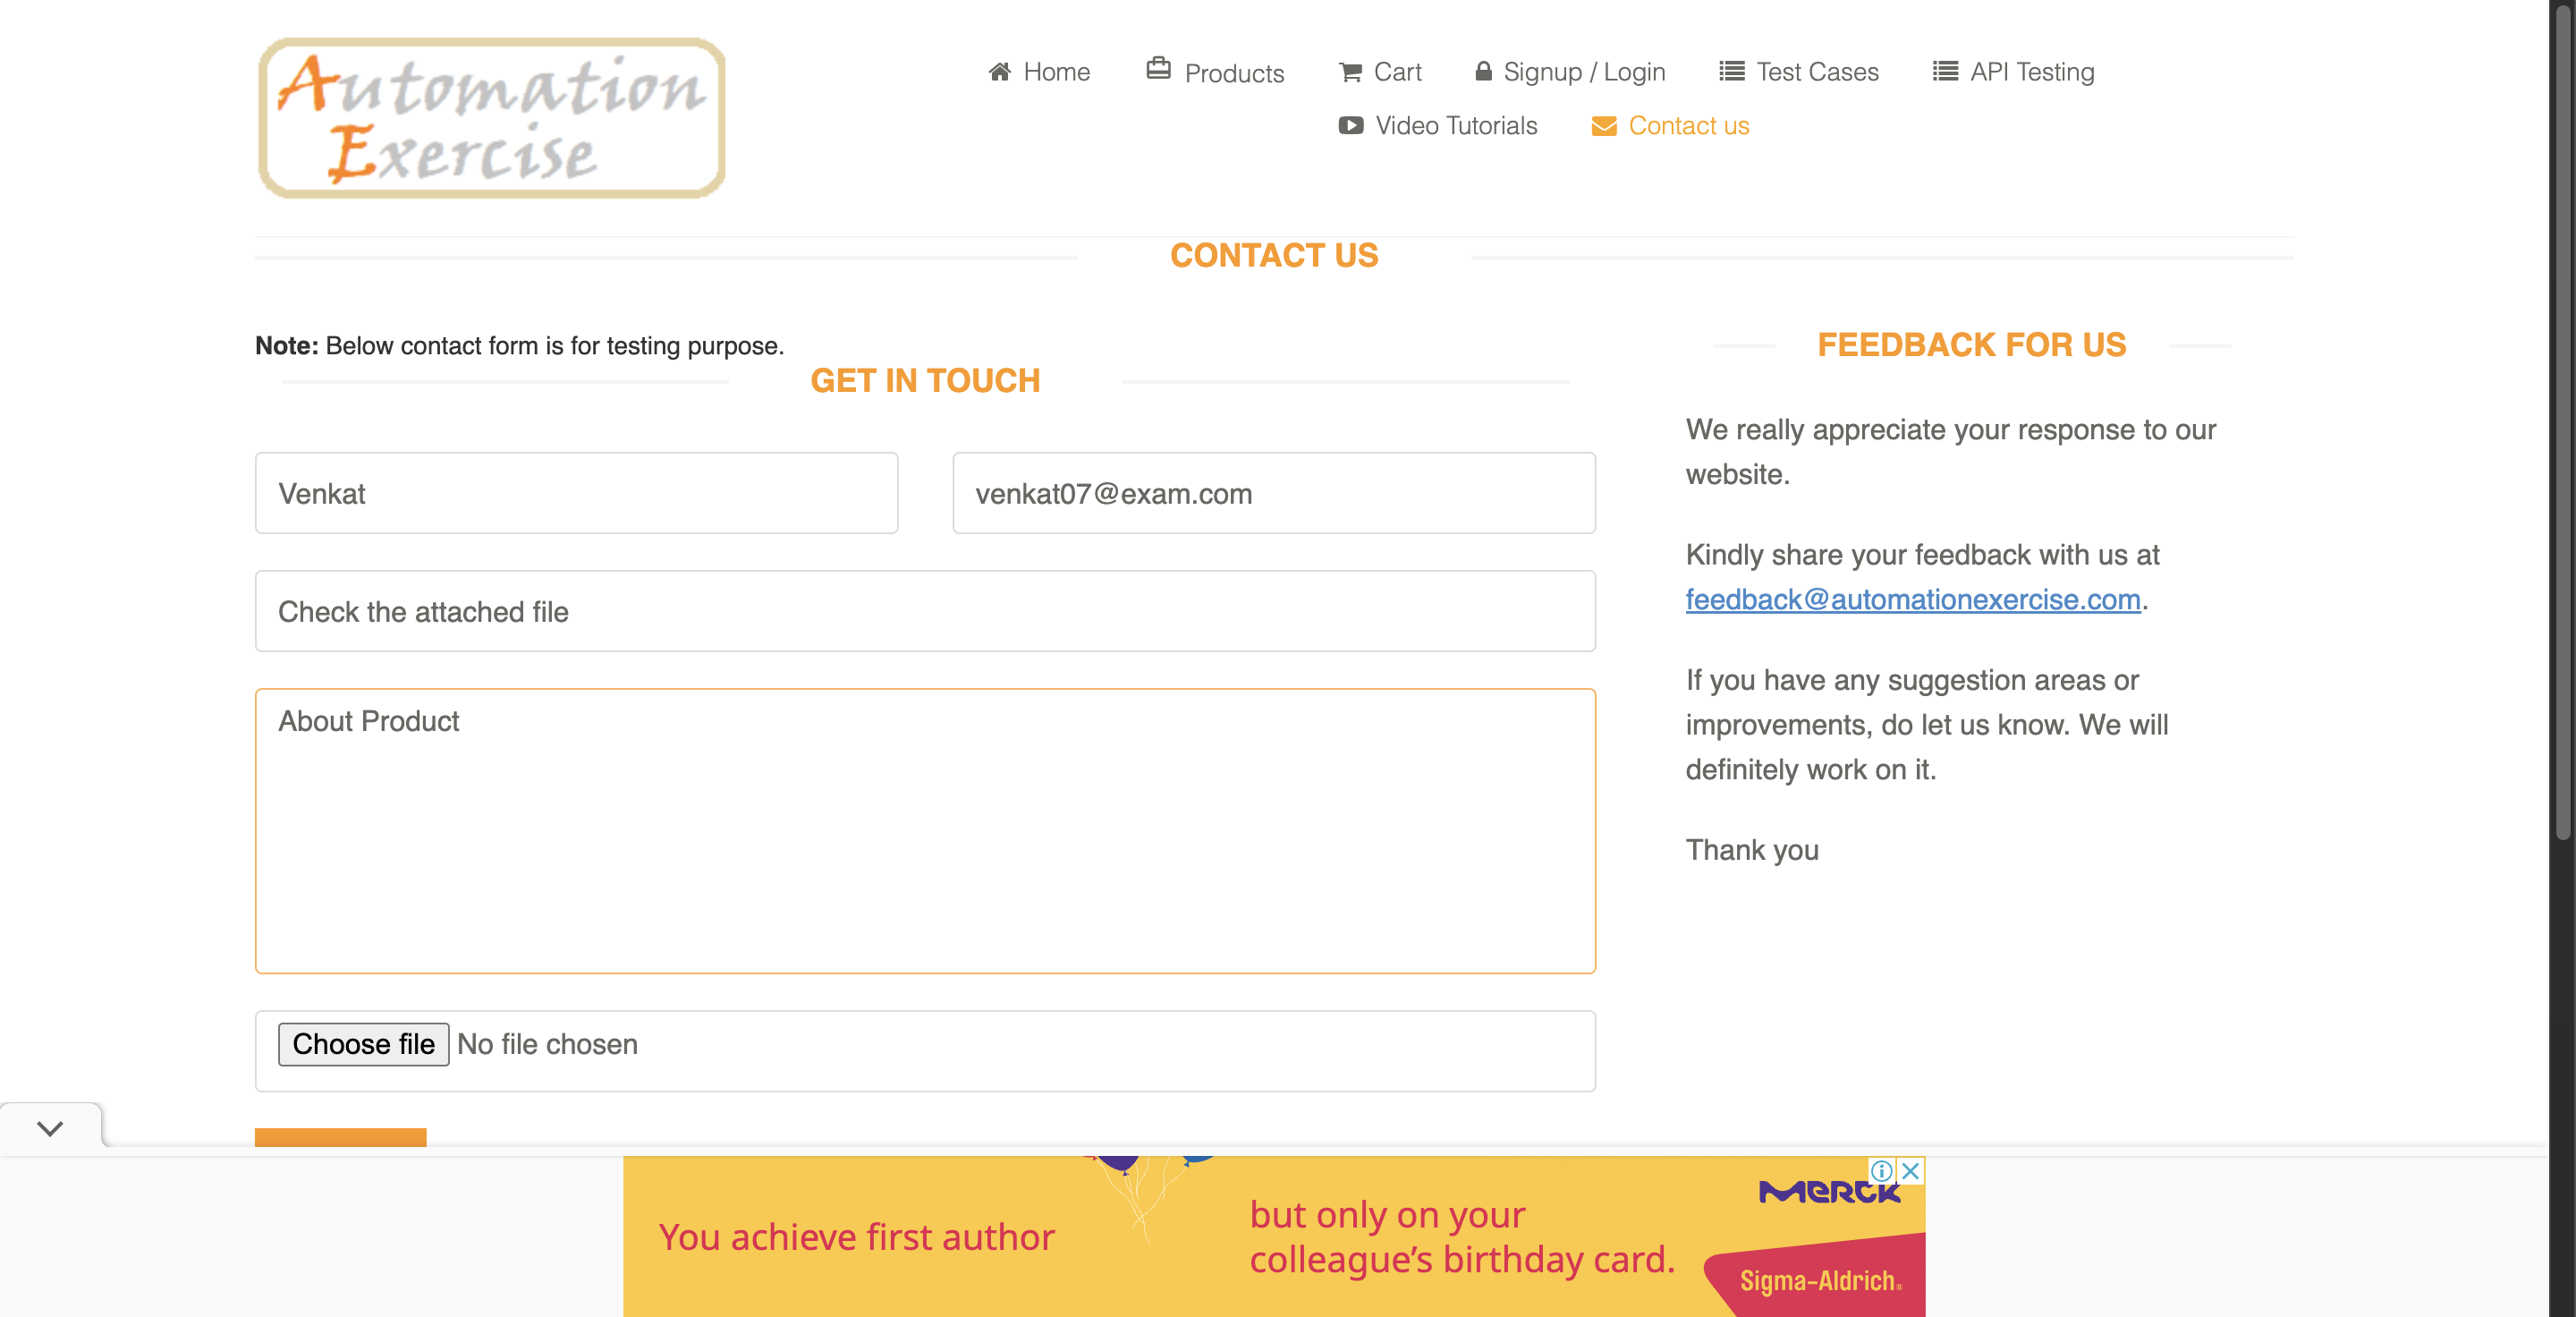 Automation
Exercise
Home
Products
Cart
Signup / Login
Test Cases
API Testing
Video Tutorials
Contact us
CONTACT US
Note: Below contact form is for testing purpose.
GET IN TOUCH
Venkat
venkat07@exam.com
Check the attached file
About Product
Choose file No file chosen
FEEDBACK FOR US
We really appreciate your response to our
website.
Kindly share your feedback with us at
feedback@automationexercise.com.
If you have any suggestion areas or
improvements, do let us know. We will
definitely work on it.
Thank you
You achieve first author
but only on your
colleague’s birthday card.
MERCK
Sigma-Aldrich®